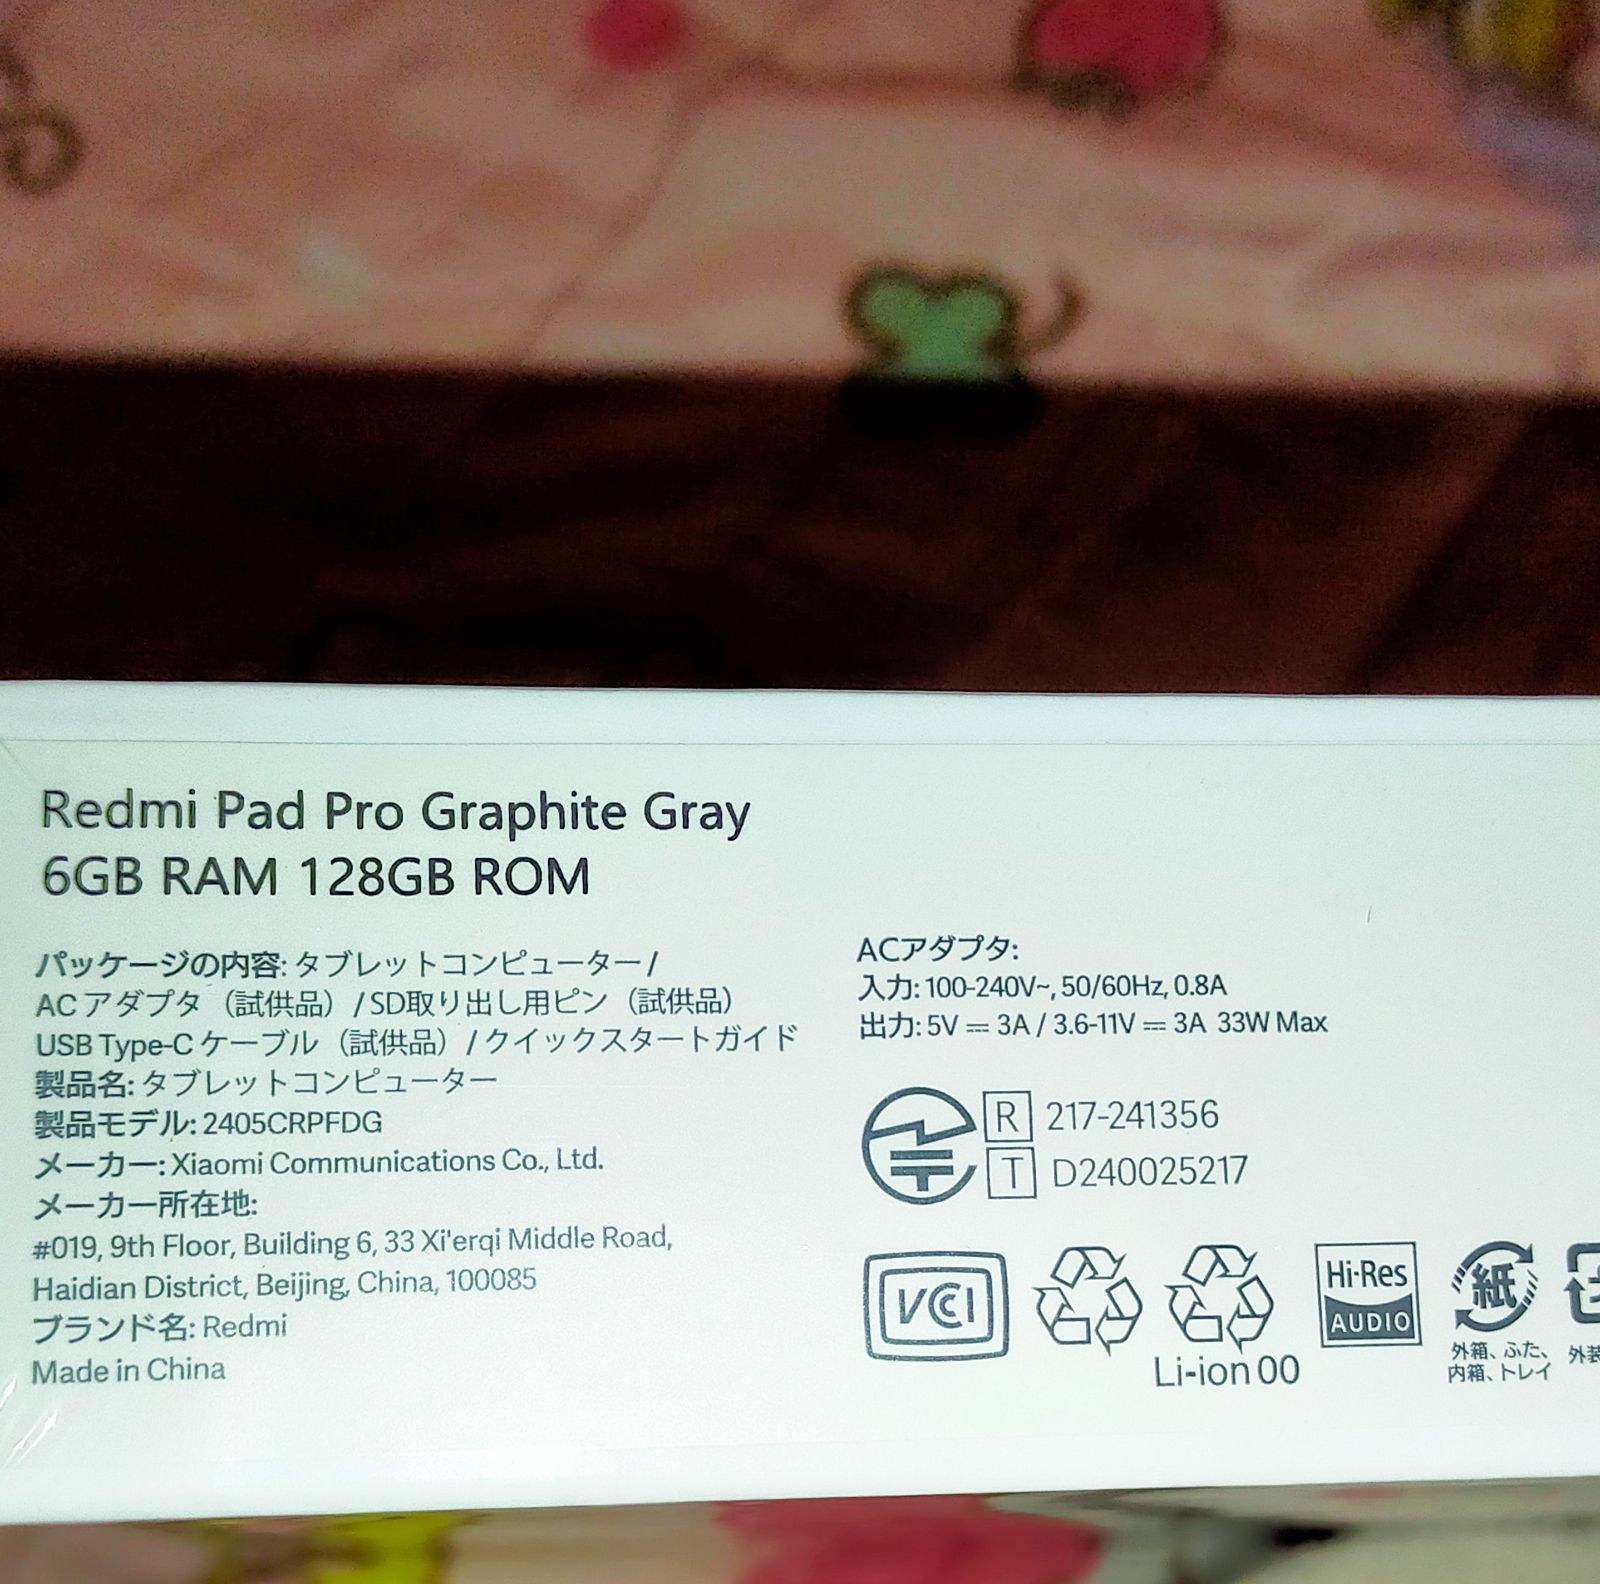 Redmi Pad Pro Graphite Gray
6GB RAM 128GB ROM
パッケージの内容: タブレットコンピューター /
ACアダプタ（試供品）/ SD取り出し用ピン（試供品）
USB Type-C ケーブル（試供品）/ クイックスタートガイド
製品名: タブレットコンピューター
製品モデル: 2405CRPFDG
メーカー: Xiaomi Communications Co., Ltd.
メーカー所在地:
#019, 9th Floor, Building 6, 33 Xi'erqi Middle Road,
Haidian District, Beijing, China, 100085
ブランド名: Redmi
Made in China
ACアダプタ:
入力: 100-240V~, 50/60Hz, 0.8A
出力: 5V ⎓ 3A / 3.6-11V ⎓ 3A 33W Max
R 217-241356
T D240025217
VCCI
Li-ion 00
Hi-Res
AUDIO
紙
外箱、ふた、
内箱、トレイ
外装